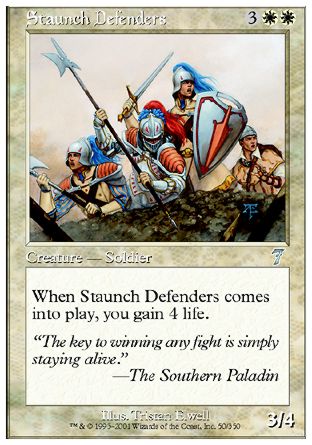 Staunch Defenders 3
Creature — Soldier 7
When Staunch Defenders comes
into play, you gain 4 life.
“The key to winning any fight is simply
staying alive.”
—The Southern Paladin
Illus. Tristan Elwell
™ & © 1995–2001 Wizards of the Coast, Inc. 50/350
3/4